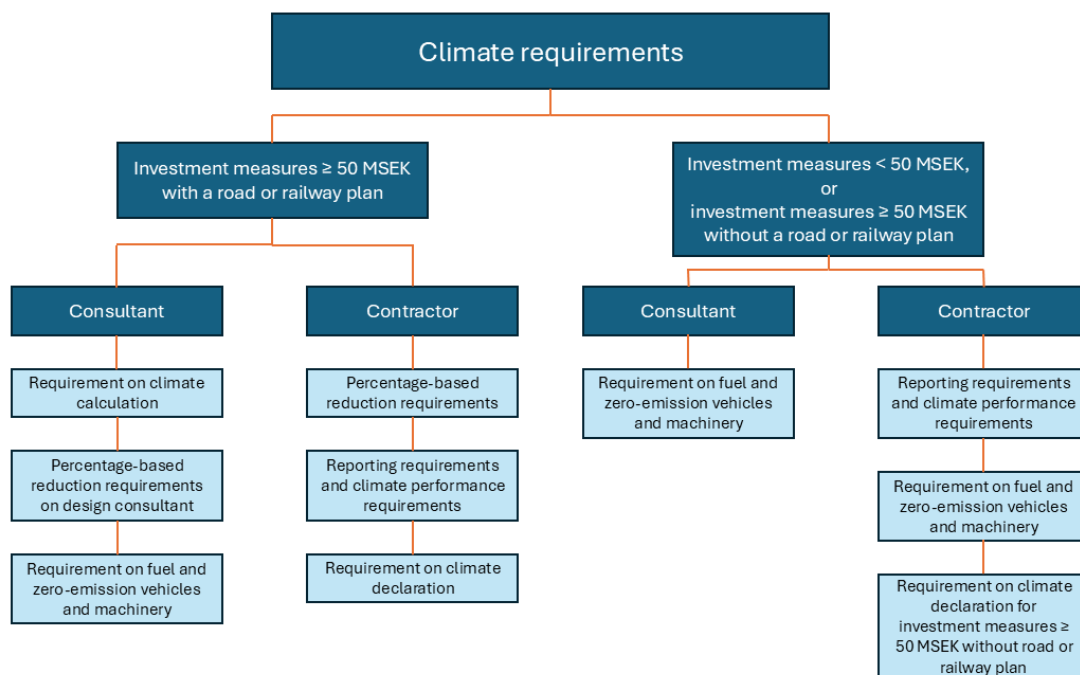 Climate requirements
Investment measures ≥ 50 MSEK
with a road or railway plan
Investment measures < 50 MSEK,
or
investment measures ≥ 50 MSEK
without a road or railway plan
Consultant
Contractor
Consultant
Contractor
Requirement on climate
calculation
Percentage-based
reduction requirements
Requirement on fuel and
zero-emission vehicles
and machinery
Reporting requirements
and climate performance
requirements
Percentage-based
reduction requirements
on design consultant
Reporting requirements
and climate performance
requirements
Requirement on fuel and
zero-emission vehicles
and machinery
Requirement on fuel and
zero-emission vehicles
and machinery
Requirement on climate
declaration
Requirement on climate
declaration for
investment measures ≥
50 MSEK without road or
railway plan